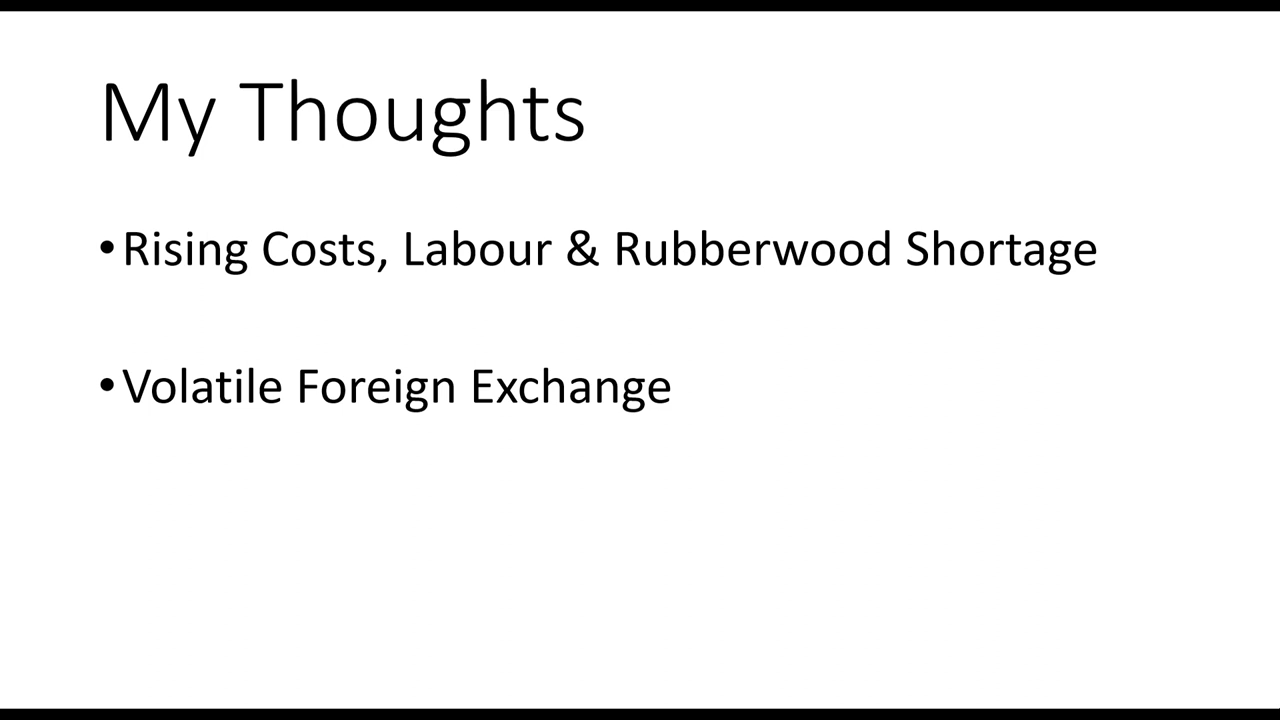 My Thoughts
•Rising Costs, Labour & Rubberwood Shortage
•Volatile Foreign Exchange